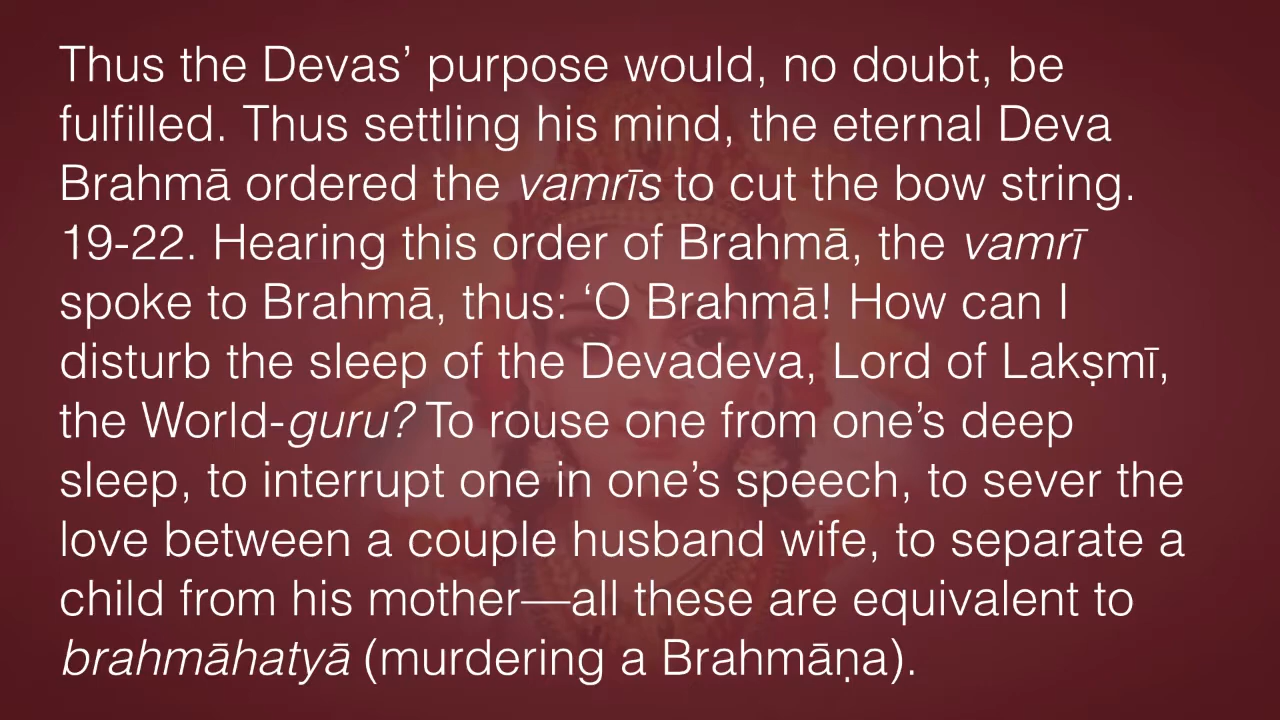 Thus the Devas’ purpose would, no doubt, be
fulfilled. Thus settling his mind, the eternal Deva
Brahmā ordered the vamrīs to cut the bow string.
19-22. Hearing this order of Brahmā, the vamrī
spoke to Brahmā, thus: ‘O Brahmā! How can I
disturb the sleep of the Devadeva, Lord of Lakṣmī,
the World-guru? To rouse one from one’s deep
sleep, to interrupt one in one’s speech, to sever the
love between a couple husband wife, to separate a
child from his mother—all these are equivalent to
brahmāhatyā (murdering a Brahmāṇa).